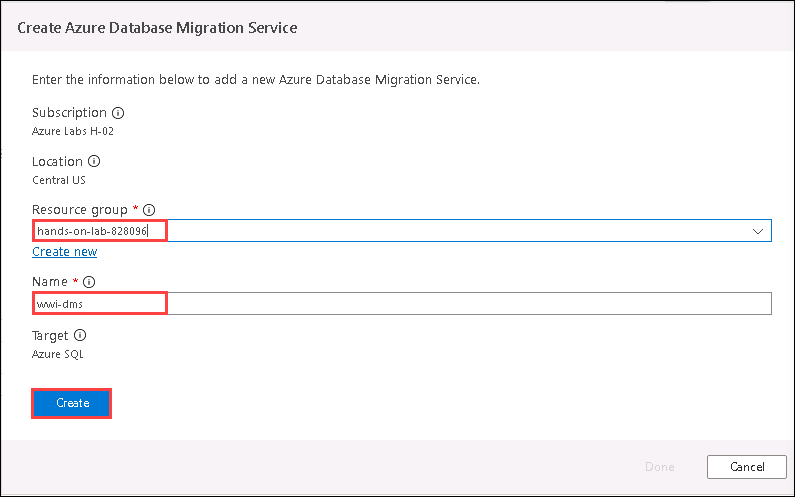 Create Azure Database Migration Service
Enter the information below to add a new Azure Database Migration Service.
Subscription
Azure Labs H-02
Location
Central US
Resource group *
hands-on-lab-828096
Create new
Name *
wwi-dms
Target
Azure SQL
Create
Done Cancel